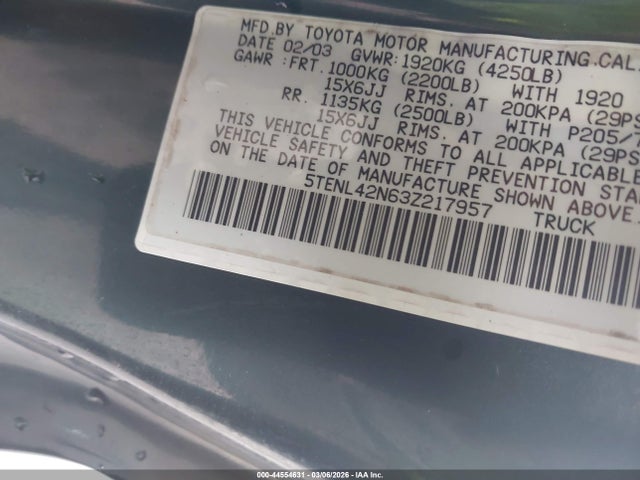 MFD.BY TOYOTA MOTOR MANUFACTURING.CAL.
DATE 02/03 GVWR:1920KG (4250LB)
GAWR :FRT.1000KG (2200LB) WITH 1920
15X6JJ RIMS.AT 200KPA (29PS
RR. 1135KG (2500LB) WITH P205/
15X6JJ RIMS.AT 200KPA (29PS
THIS VEHICLE CONFORMS TO ALL APPLICABLE
VEHICLE SAFETY AND THEFT PREVENTION STA
ON THE DATE OF MANUFACTURE SHOWN ABOVE.
5TENL42N63Z217957 TRUCK
000-44554631 - 03/06/2026 - IAAI.com